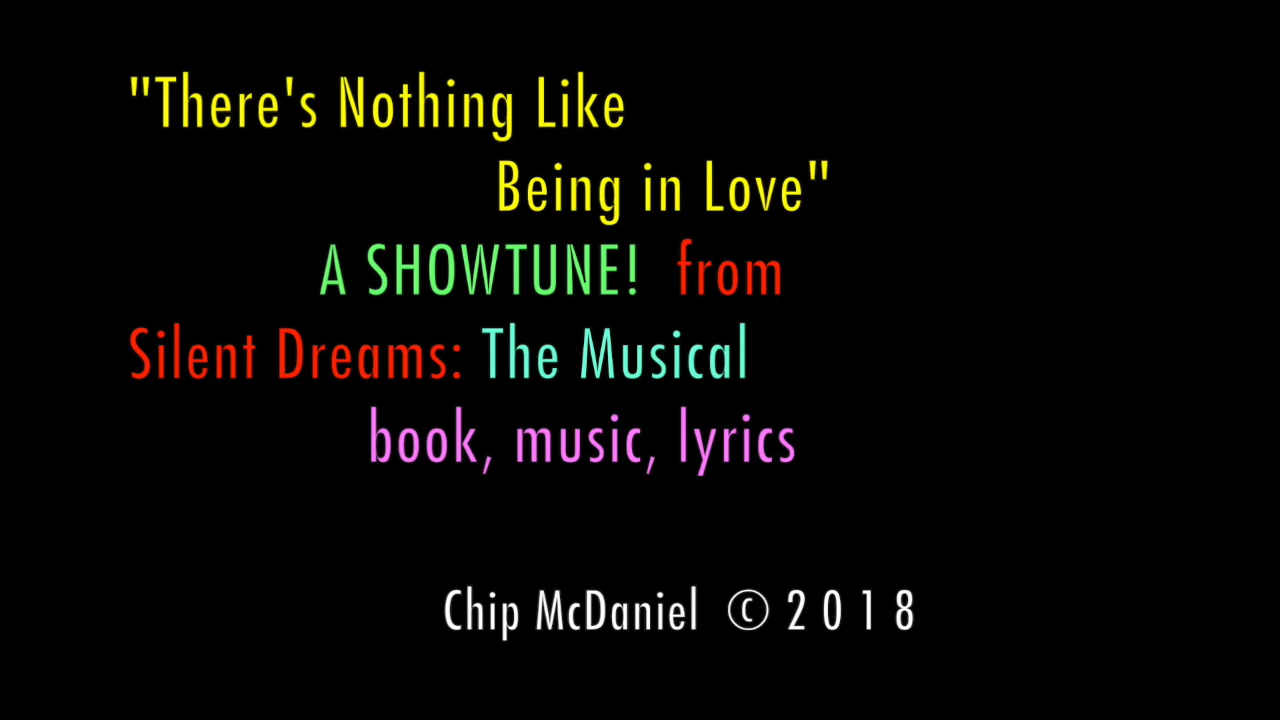 "There's Nothing Like
Being in Love"
A SHOWTUNE! from
Silent Dreams: The Musical
book, music, lyrics
Chip McDaniel © 2 0 1 8